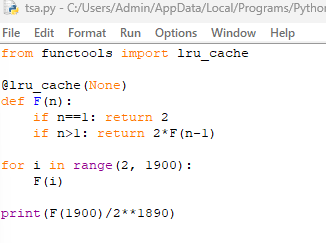 tsa.py - C:/Users/Admin/AppData/Local/Programs/Pythor
File Edit Format Run Options Window Help
from functools import lru_cache
@lru_cache(None)
def F(n):
    if n==1: return 2
    if n>1: return 2*F(n-1)
for i in range(2, 1900):
    F(i)
print(F(1900)/2**1890)